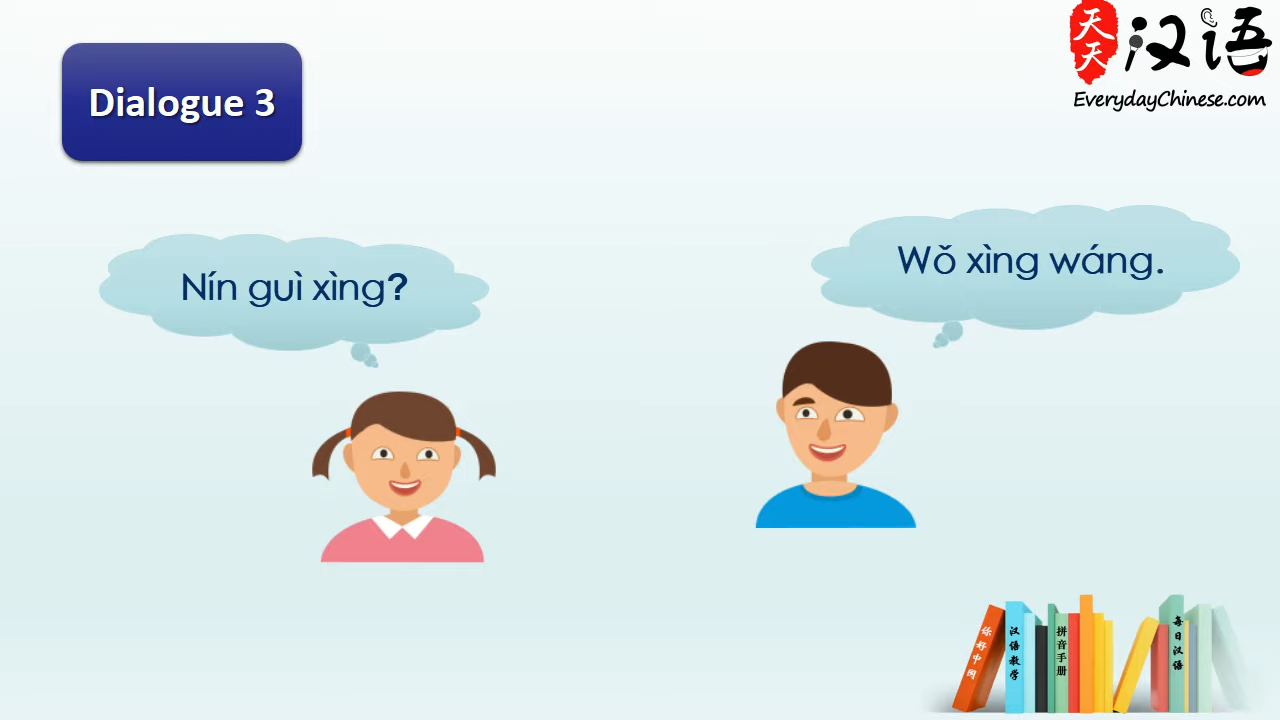 天天汉语
EverydayChinese.com
Dialogue 3
Nín guì xìng?
Wǒ xìng wáng.
你好中网
汉语教学
拼音手册
每日汉语